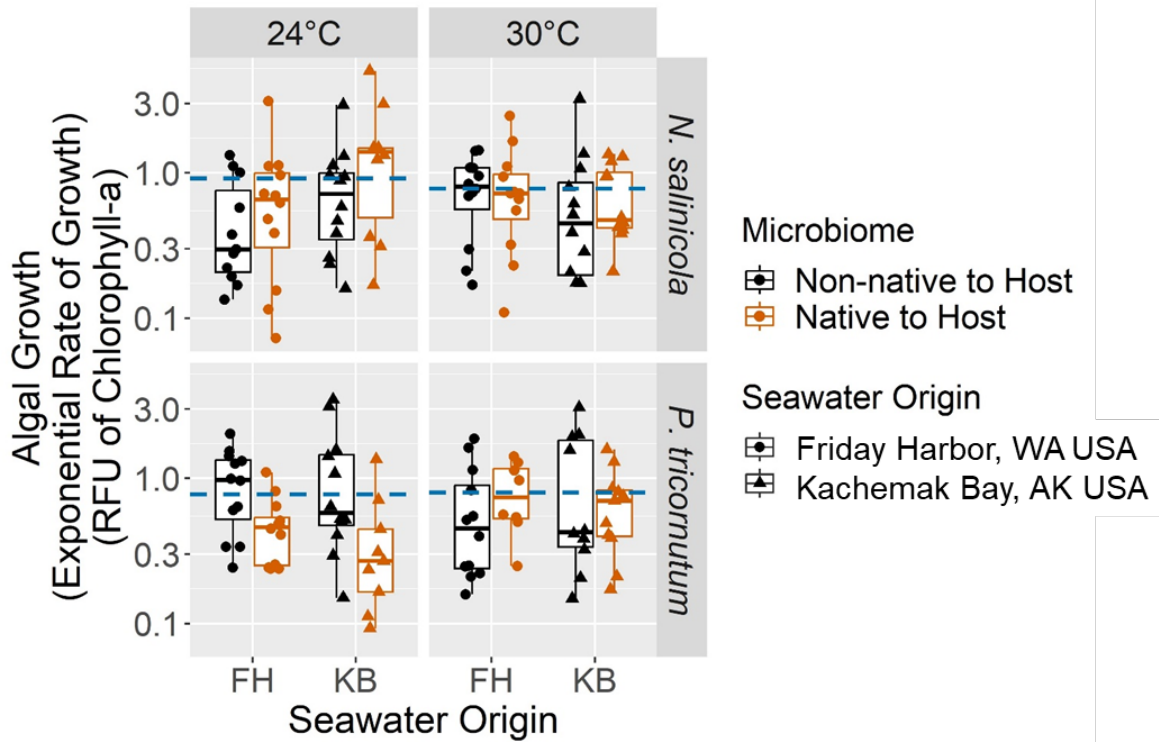 24°C
30°C
3.0
1.0
0.3
0.1
N. salinicola
3.0
1.0
0.3
0.1
P. tricornutum
Algal Growth
(Exponential Rate of Growth)
(RFU of Chlorophyll-a)
FH
KB
FH
KB
Seawater Origin
Microbiome
Non-native to Host
Native to Host
Seawater Origin
Friday Harbor, WA USA
Kachemak Bay, AK USA